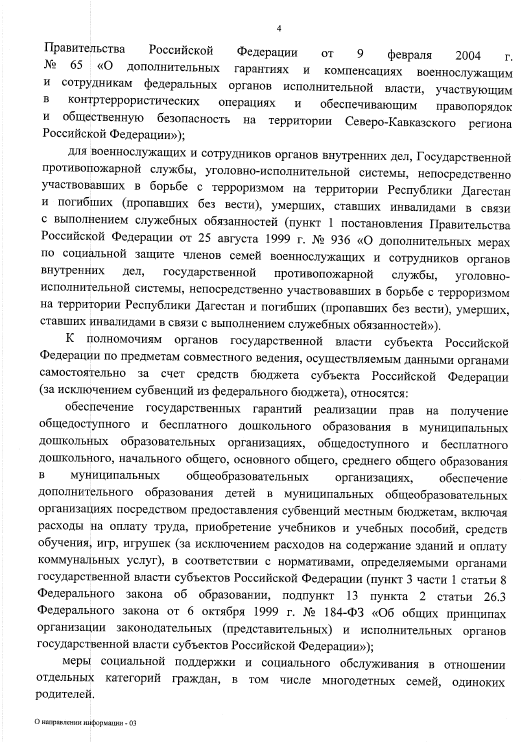 4
Правительства Российской Федерации от 9 февраля 2004 г.
№ 65 «О дополнительных гарантиях и компенсациях военнослужащим
и сотрудникам федеральных органов исполнительной власти, участвующим
в контртеррористических операциях и обеспечивающим правопорядок
и общественную безопасность на территории Северо-Кавказского региона
Российской Федерации»);
для военнослужащих и сотрудников органов внутренних дел, Государственной
противопожарной службы, уголовно-исполнительной системы, непосредственно
участвовавших в борьбе с терроризмом на территории Республики Дагестан
и погибших (пропавших без вести), умерших, ставших инвалидами в связи
с выполнением служебных обязанностей (пункт 1 постановления Правительства
Российской Федерации от 25 августа 1999 г. № 936 «О дополнительных мерах
по социальной защите членов семей военнослужащих и сотрудников органов
внутренних дел, государственной противопожарной службы, уголовно-
исполнительной системы, непосредственно участвовавших в борьбе с терроризмом
на территории Республики Дагестан и погибших (пропавших без вести), умерших,
ставших инвалидами в связи с выполнением служебных обязанностей»).
К полномочиям органов государственной власти субъекта Российской
Федерации по предметам совместного ведения, осуществляемым данными органами
самостоятельно за счет средств бюджета субъекта Российской Федерации
(за исключением субвенций из федерального бюджета), относятся:
обеспечение государственных гарантий реализации прав на получение
общедоступного и бесплатного дошкольного образования в муниципальных
дошкольных образовательных организациях, общедоступного и бесплатного
дошкольного, начального общего, основного общего, среднего общего образования
в муниципальных общеобразовательных организациях, обеспечение
дополнительного образования детей в муниципальных общеобразовательных
организациях посредством предоставления субвенций местным бюджетам, включая
расходы на оплату труда, приобретение учебников и учебных пособий, средств
обучения, игр, игрушек (за исключением расходов на содержание зданий и оплату
коммунальных услуг), в соответствии с нормативами, определяемыми органами
государственной власти субъектов Российской Федерации (пункт 3 части 1 статьи 8
Федерального закона об образовании, подпункт 13 пункта 2 статьи 26.3
Федерального закона от 6 октября 1999 г. № 184-ФЗ «Об общих принципах
организации законодательных (представительных) и исполнительных органов
государственной власти субъектов Российской Федерации»);
меры социальной поддержки и социального обслуживания в отношении
отдельных категорий граждан, в том числе многодетных семей, одиноких
родителей.
О направлении информации - 03